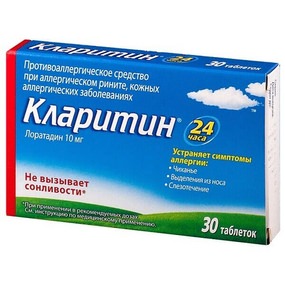 Противоаллергическое средство
при аллергическом рините, кожных
аллергических заболеваниях
Кларитин®
24
часа
Лоратадин 10 мг
Устраняет симптомы
аллергии:
• Чиханье
• Выделения из носа
• Слезотечение
Не вызывает
сонливости*
*При применении в рекомендуемых дозах.
См. инструкцию по медицинскому применению.
30 таблеток
30 таблеток